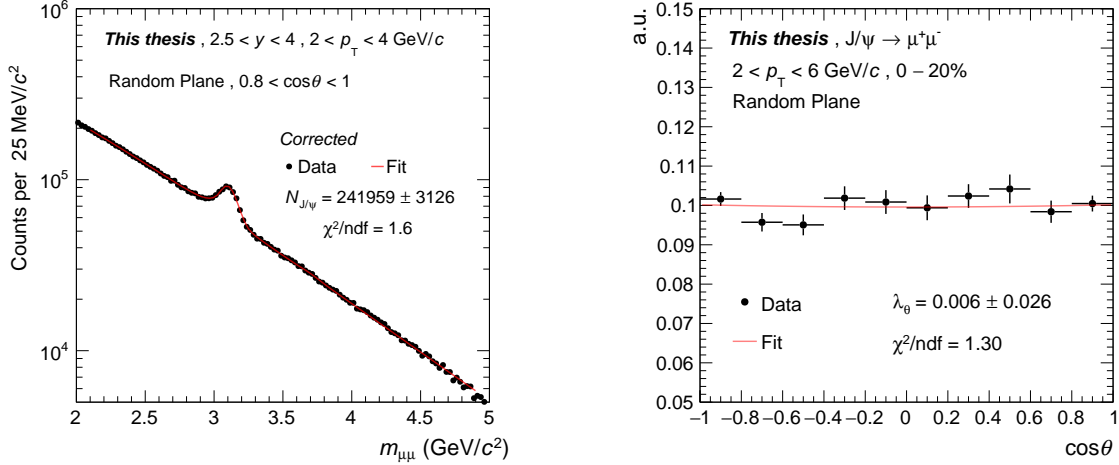 This thesis , 2.5 < y < 4 , 2 < p_T < 4 GeV/c
Random Plane , 0.8 < cosθ < 1
Corrected
Data
Fit
N_J/ψ = 241959 ± 3126
χ²/ndf = 1.6
Counts per 25 MeV/c²
10⁶
10⁵
10⁴
2 2.5 3 3.5 4 4.5 5
m_μμ (GeV/c²)
a.u.
This thesis , J/ψ → μ⁺μ⁻
2 < p_T < 6 GeV/c , 0 − 20%
Random Plane
Data
Fit
λ_θ = 0.006 ± 0.026
χ²/ndf = 1.30
0.15
0.14
0.13
0.12
0.11
0.1
0.09
0.08
0.07
0.06
0.05
−1 −0.8 −0.6 −0.4 −0.2 0 0.2 0.4 0.6 0.8 1
cosθ